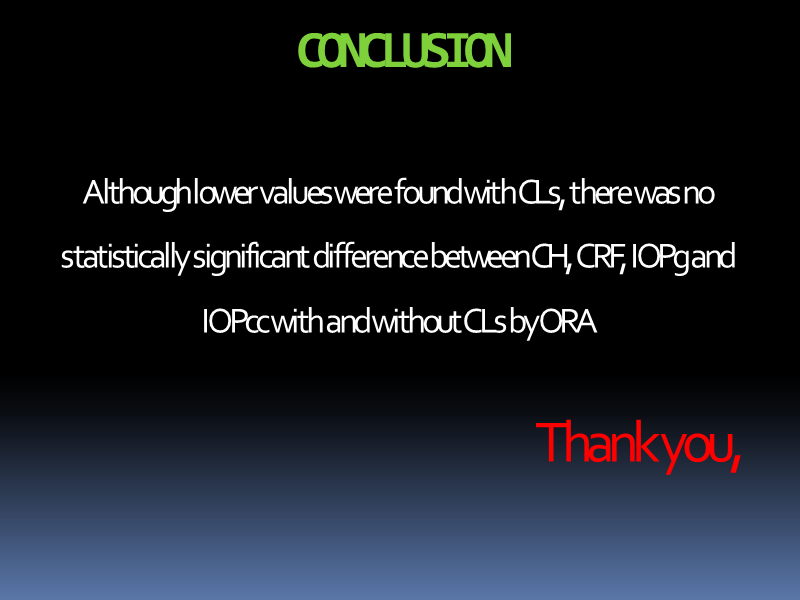 CONCLUSION
Although lower values were found with CLs, there was no
statistically significant difference between CH, CRF, IOPg and
IOPcc with and without CLs by ORA
Thank you,